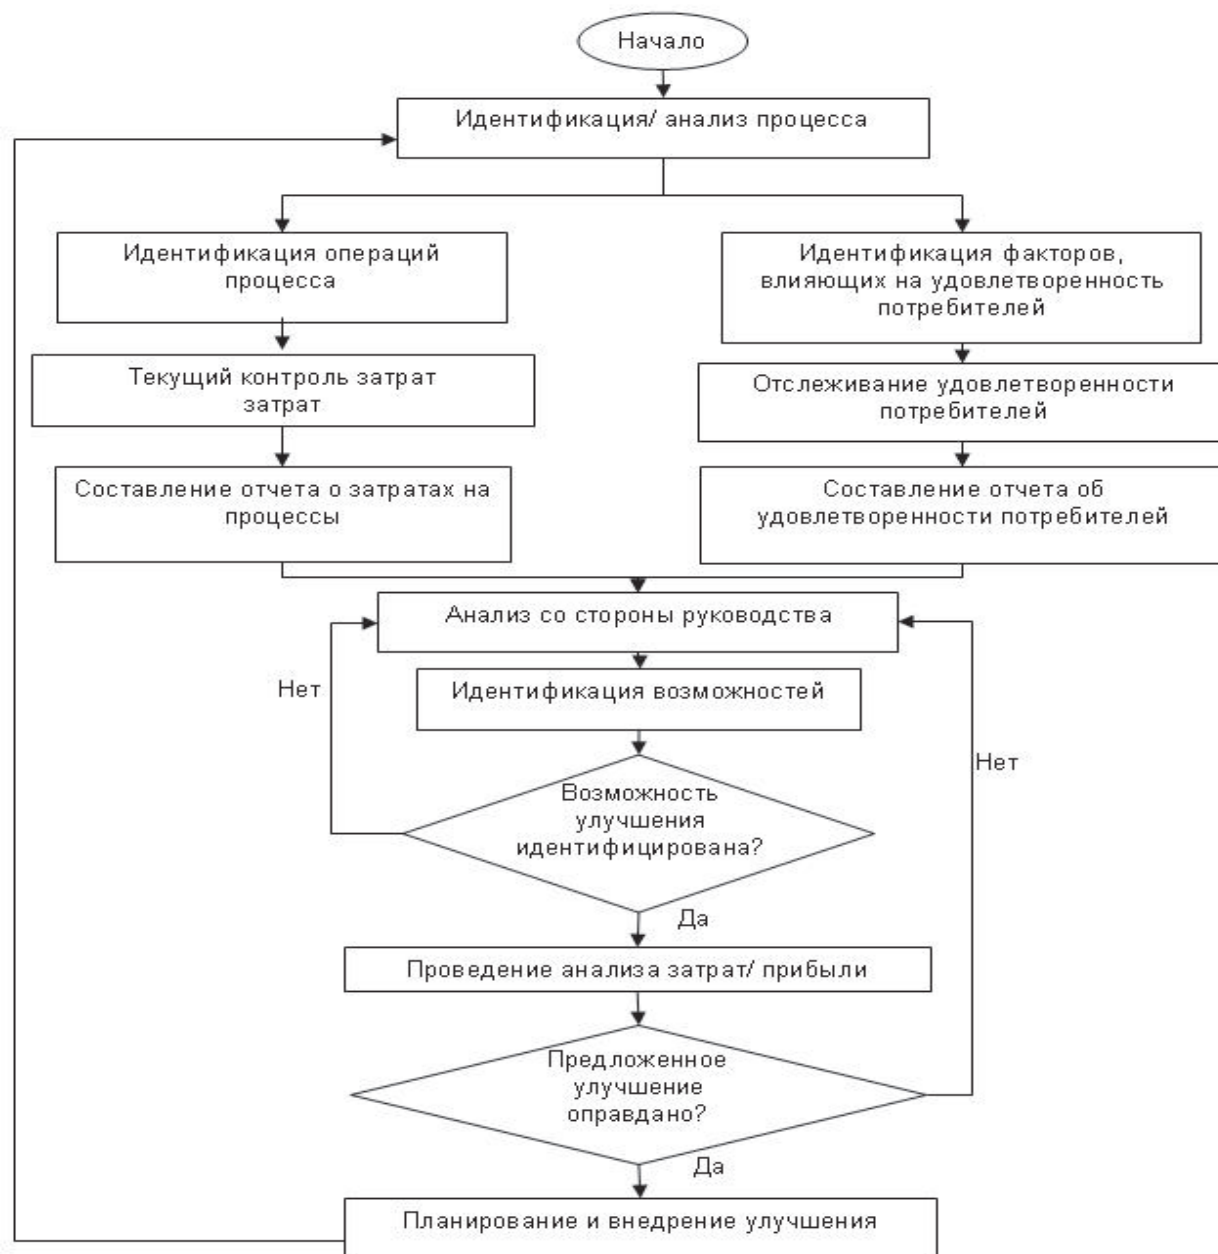 Начало
Идентификация/ анализ процесса
Идентификация операций
процесса
Идентификация факторов,
влияющих на удовлетворенность
потребителей
Текущий контроль затрат
затрат
Отслеживание удовлетворенности
потребителей
Составление отчета о затратах на
процессы
Составление отчета об
удовлетворенности потребителей
Анализ со стороны руководства
Нет
Идентификация возможностей
Нет
Возможность
улучшения
идентифицирована?
Да
Проведение анализа затрат/ прибыли
Предложенное
улучшение
оправдано?
Да
Планирование и внедрение улучшения